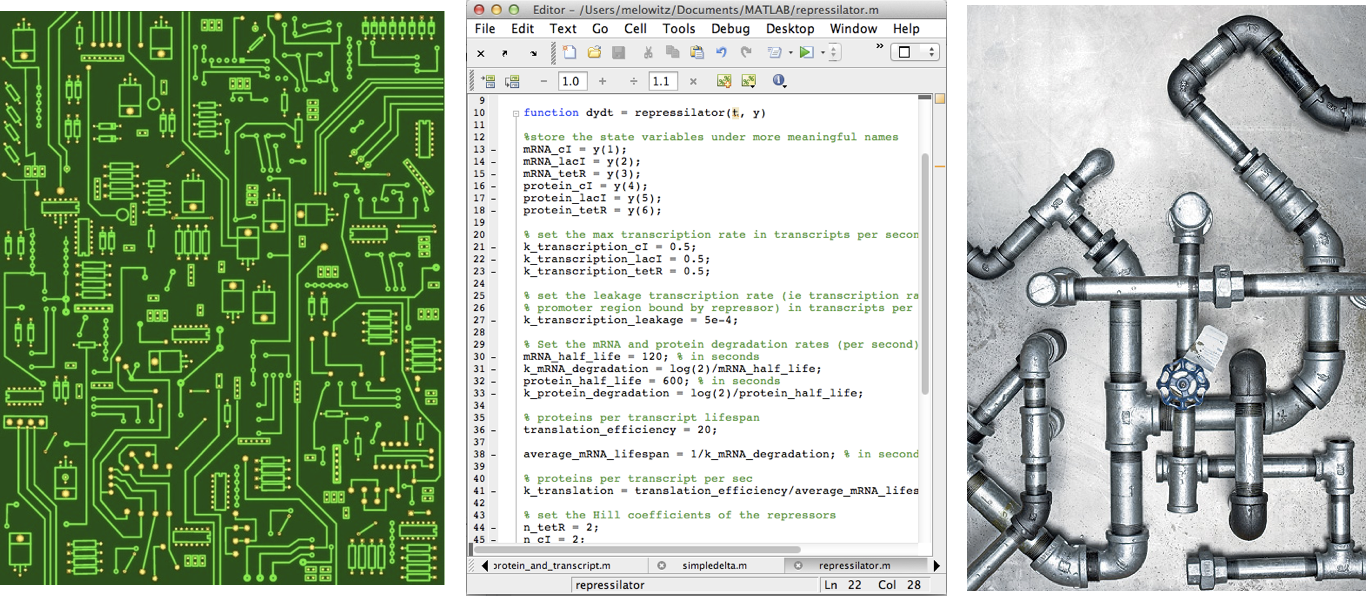 Editor - /Users/melowitz/Documents/MATLAB/repressilator.m
File Edit Text Go Cell Tools Debug Desktop Window Help
1.0 1.1
9
10 function dydt = repressilator(t, y)
11
12 %store the state variables under more meaningful names
13 - mRNA_cI = y(1);
14 - mRNA_lacI = y(2);
15 - mRNA_tetR = y(3);
16 - protein_cI = y(4);
17 - protein_lacI = y(5);
18 - protein_tetR = y(6);
19
20 % set the max transcription rate in transcripts per secon
21 - k_transcription_cI = 0.5;
22 - k_transcription_lacI = 0.5;
23 - k_transcription_tetR = 0.5;
24
25 % set the leakage transcription rate (ie transcription ra
26 % promoter region bound by repressor) in transcripts per
27 - k_transcription_leakage = 5e-4;
28
29 % Set the mRNA and protein degradation rates (per second)
30 - mRNA_half_life = 120; % in seconds
31 - k_mRNA_degradation = log(2)/mRNA_half_life;
32 - protein_half_life = 600; % in seconds
33 - k_protein_degradation = log(2)/protein_half_life;
34
35 % proteins per transcript lifespan
36 - translation_efficiency = 20;
37
38 - average_mRNA_lifespan = 1/k_mRNA_degradation; % in second
39
40 % proteins per transcript per sec
41 - k_translation = translation_efficiency/average_mRNA_lifes
42
43 % set the Hill coefficients of the repressors
44 - n_tetR = 2;
45 - n_cI = 2;
protein_and_transcript.m simpledelta.m repressilator.m
repressilator Ln 22 Col 28